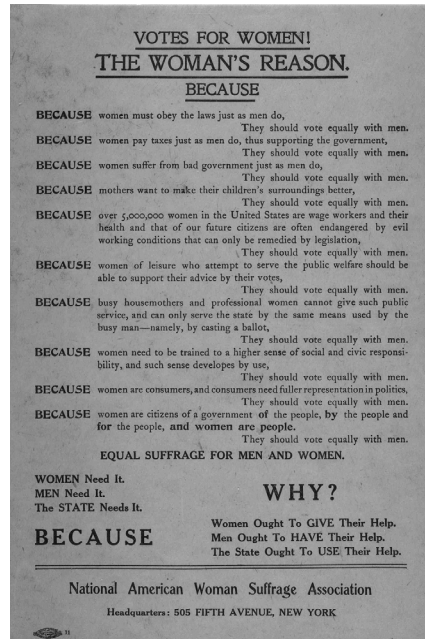 VOTES FOR WOMEN!
THE WOMAN'S REASON.
BECAUSE
BECAUSE women must obey the laws just as men do,
They should vote equally with men.
BECAUSE women pay taxes just as men do, thus supporting the government,
They should vote equally with men.
BECAUSE women suffer from bad government just as men do,
They should vote equally with men.
BECAUSE mothers want to make their children's surroundings better,
They should vote equally with men.
BECAUSE over 5,000,000 women in the United States are wage workers and their
health and that of our future citizens are often endangered by evil
working conditions that can only be remedied by legislation,
They should vote equally with men.
BECAUSE women of leisure who attempt to serve the public welfare should be
able to support their advice by their votes,
They should vote equally with men.
BECAUSE busy housemothers and professional women cannot give such public
service, and can only serve the state by the same means used by the
busy man—namely, by casting a ballot,
They should vote equally with men.
BECAUSE women need to be trained to a higher sense of social and civic responsi-
bility, and such sense developes by use,
They should vote equally with men.
BECAUSE women are consumers, and consumers need fuller representation in politics,
They should vote equally with men.
BECAUSE women are citizens of a government of the people, by the people and
for the people, and women are people.
They should vote equally with men.
EQUAL SUFFRAGE FOR MEN AND WOMEN.
WOMEN Need It.
MEN Need It.
The STATE Needs It.
WHY?
BECAUSE
Women Ought To GIVE Their Help.
Men Ought To HAVE Their Help.
The State Ought To USE Their Help.
National American Woman Suffrage Association
Headquarters: 505 FIFTH AVENUE, NEW YORK